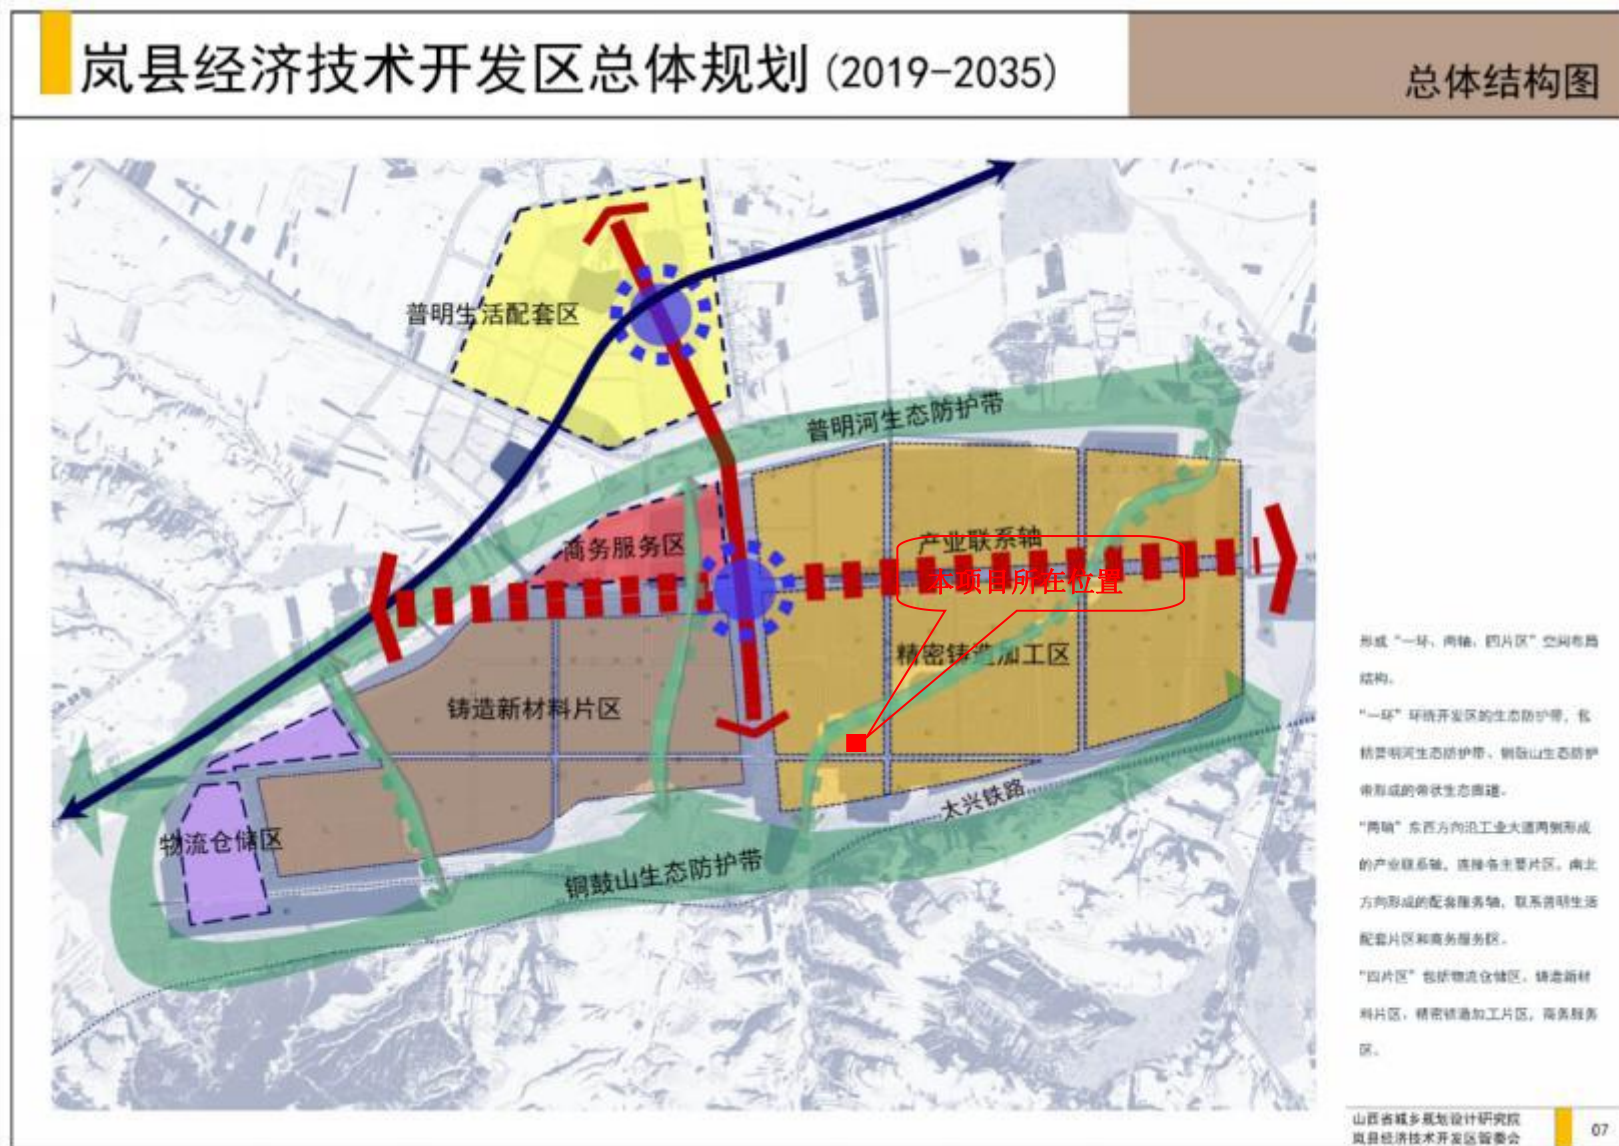 岚县经济技术开发区总体规划 (2019-2035)
总体结构图
普明生活配套区
普明河生态防护带
商务服务区
产业联系轴
本项目所在位置
精密铸造加工区
铸造新材料片区
太兴铁路
物流仓储区
铜鼓山生态防护带
形成“一环、两轴、四片区”空间布局
结构。
“一环”环绕开发区的生态防护带，包
括普明河生态防护带、铜鼓山生态防护
带形成的带状生态廊道。
“两轴”东西方向沿工业大道两侧形成
的产业联系轴，连接各主要片区。南北
方向形成的配套服务轴，联系普明生活
配套片区和商务服务区。
“四片区”包括物流仓储区、铸造新材
料片区、精密铸造加工片区，商务服务
区。
山西省城乡规划设计研究院
岚县经济技术开发区管委会
07